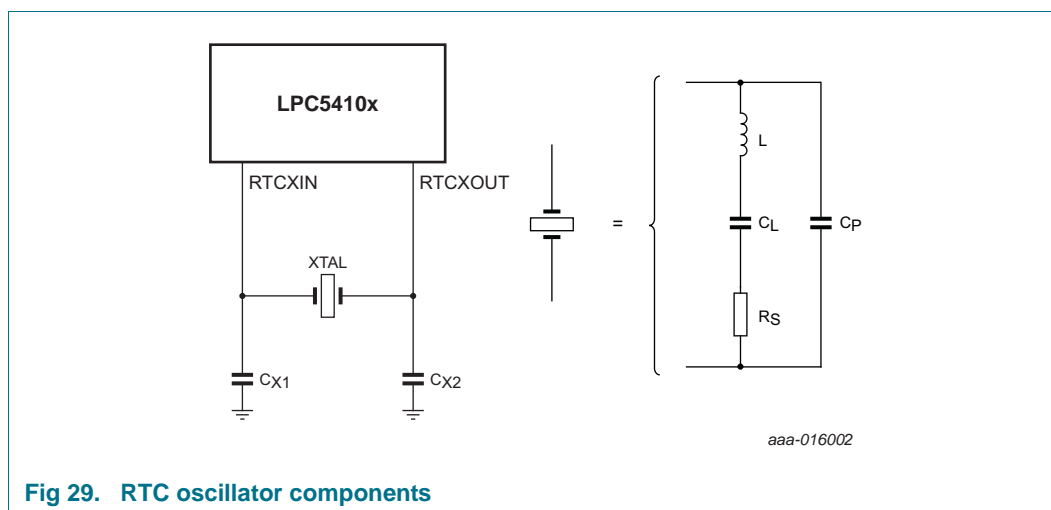 LPC5410x
RTCXIN
RTCXOUT
XTAL
CX1
CX2
=
L
CL
CP
RS
aaa-016002
Fig 29. RTC oscillator components